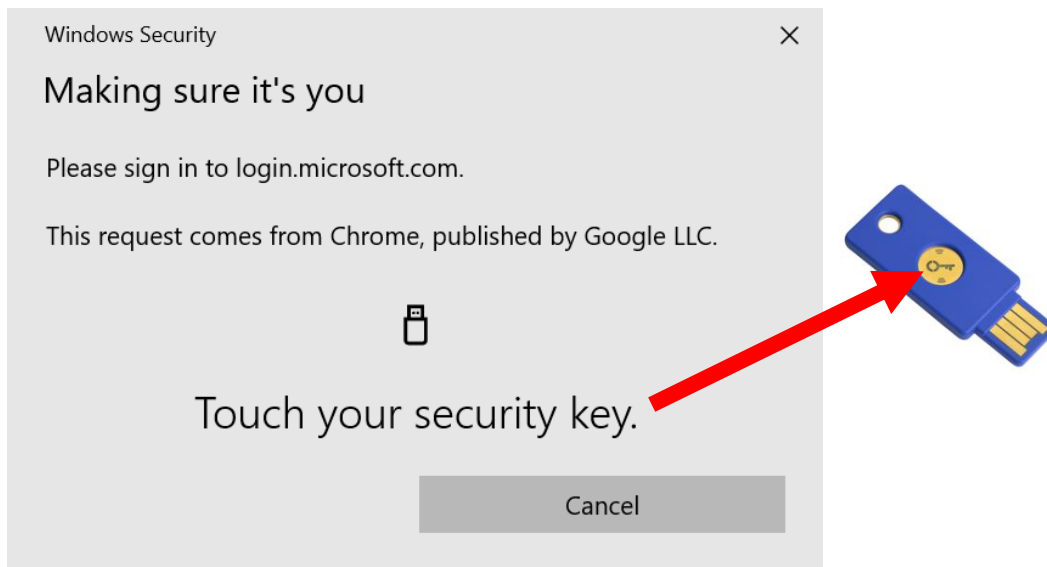 Windows Security
Making sure it's you
Please sign in to login.microsoft.com.
This request comes from Chrome, published by Google LLC.
Touch your security key.
Cancel